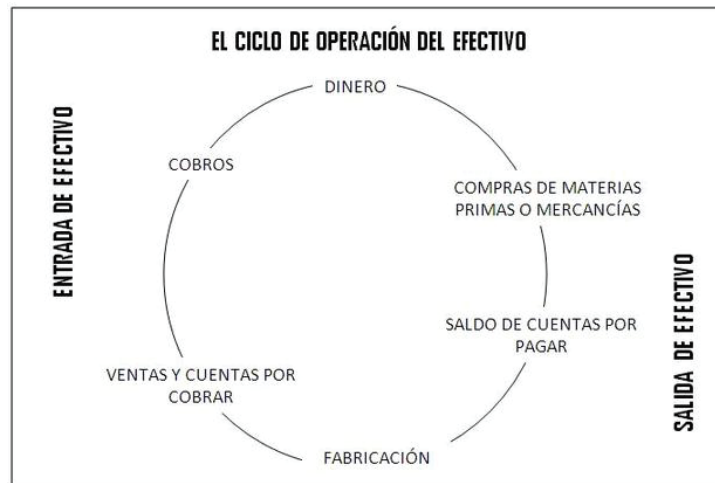 EL CICLO DE OPERACIÓN DEL EFECTIVO
DINERO
ENTRADA DE EFECTIVO
COBROS
COMPRAS DE MATERIAS
PRIMAS O MERCANCÍAS
SALDO DE CUENTAS POR
PAGAR
SALIDA DE EFECTIVO
VENTAS Y CUENTAS POR
COBRAR
FABRICACIÓN